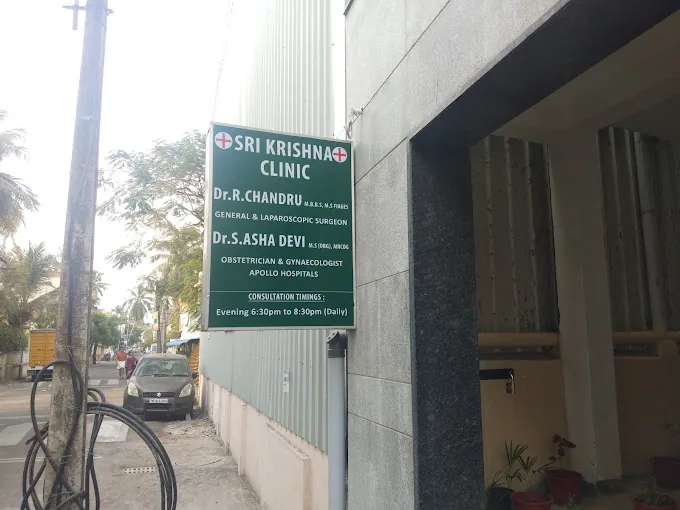 SRI KRISHNA
CLINIC
Dr.R.CHANDRU M.B.B.S, M.S FIAGES
GENERAL & LAPAROSCOPIC SURGEON
Dr.S.ASHA DEVI M.S (OBG), MRCOG
OBSTETRICIAN & GYNAECOLOGIST
APOLLO HOSPITALS
CONSULTATION TIMINGS :
Evening 6:30pm to 8:30pm (Daily)